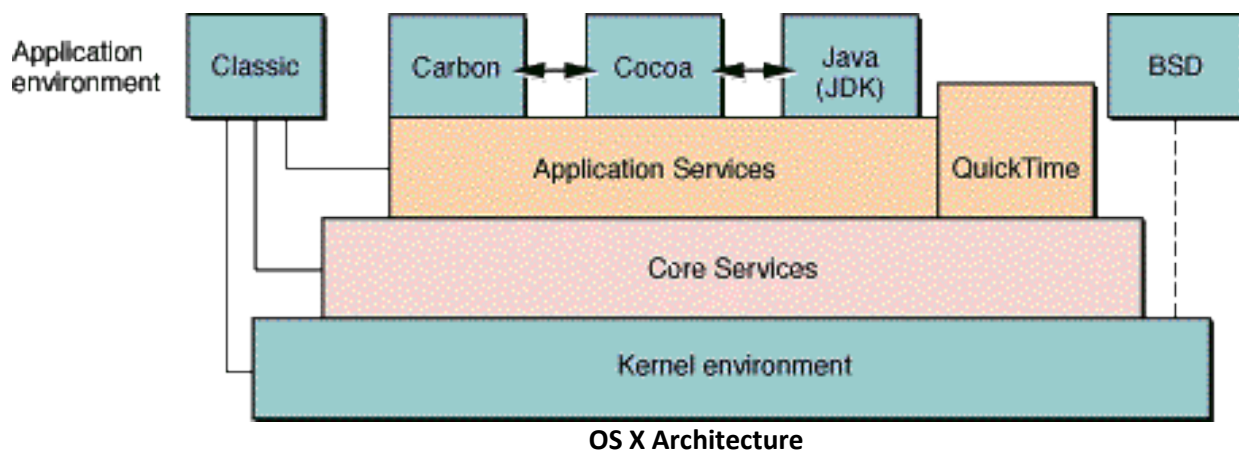 Application
environment
Classic
Carbon
Cocoa
Java
(JDK)
BSD
Application Services
QuickTime
Core Services
Kernel environment
OS X Architecture